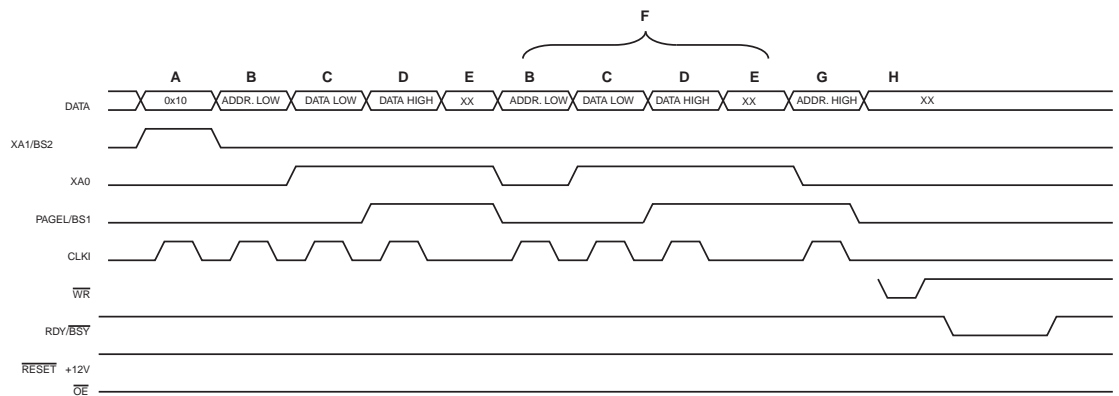 F
A B C D E B C D E G H
DATA 0x10 ADDR. LOW DATA LOW DATA HIGH XX ADDR. LOW DATA LOW DATA HIGH XX ADDR. HIGH XX
XA1/BS2
XA0
PAGEL/BS1
CLKI
WR
RDY/BSY
RESET +12V
OE